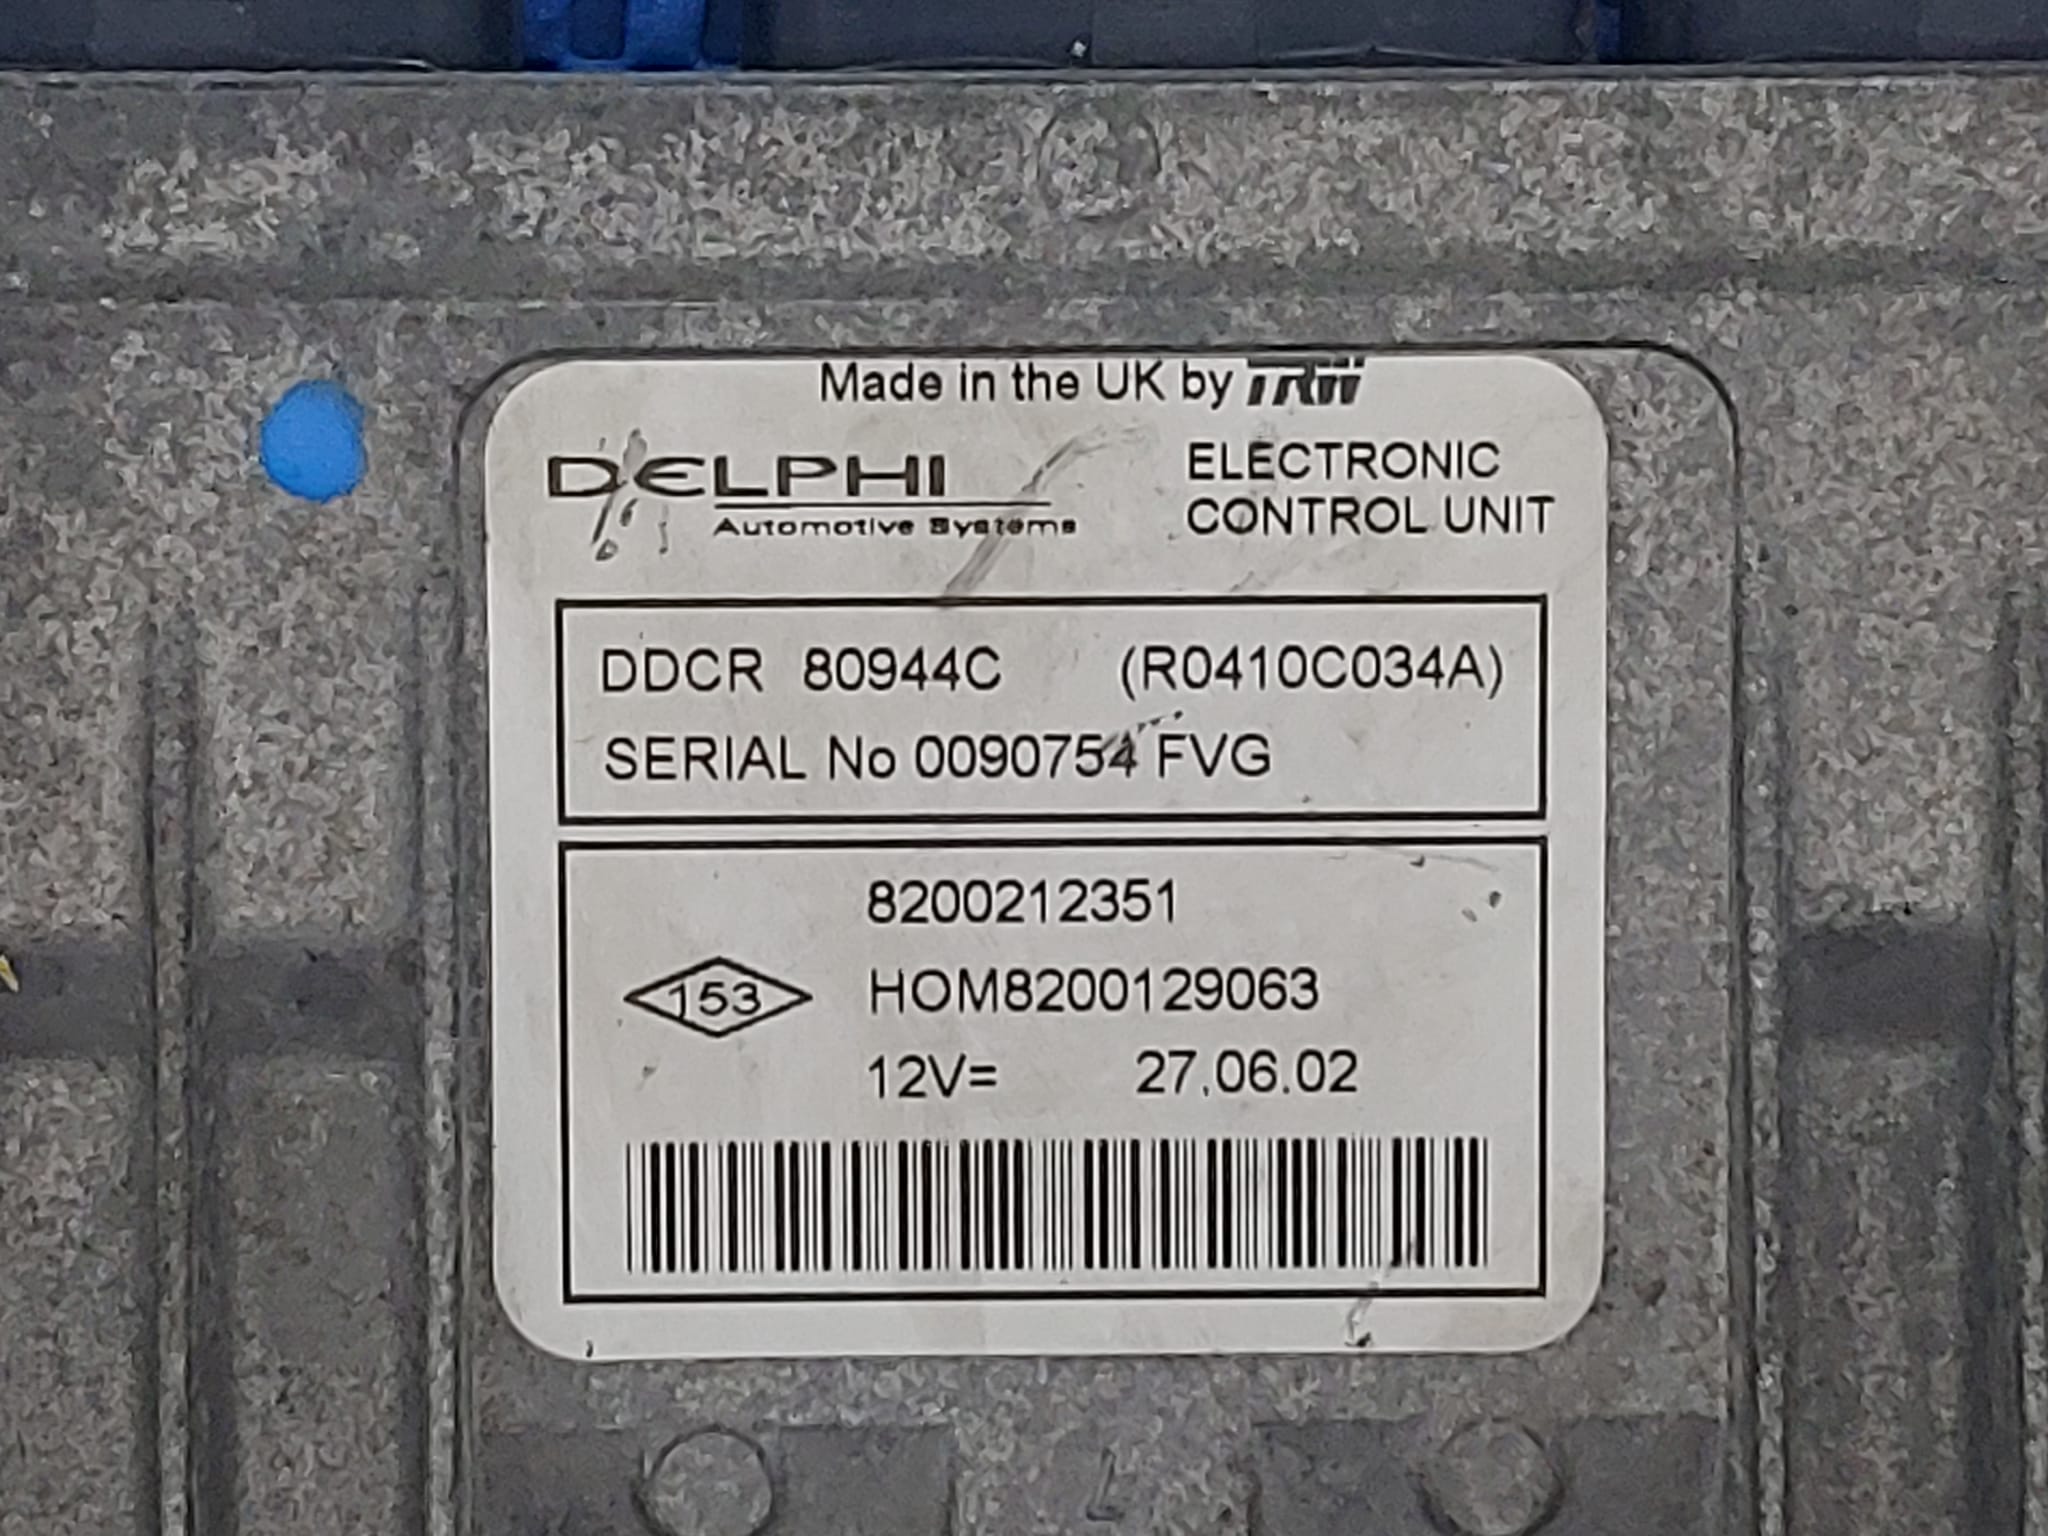 Made in the UK by TRW
DELPHI
Automotive Systems
ELECTRONIC
CONTROL UNIT
DDCR 80944C (R0410C034A)
SERIAL No 0090754 FVG
8200212351
153 HOM8200129063
12V= 27.06.02